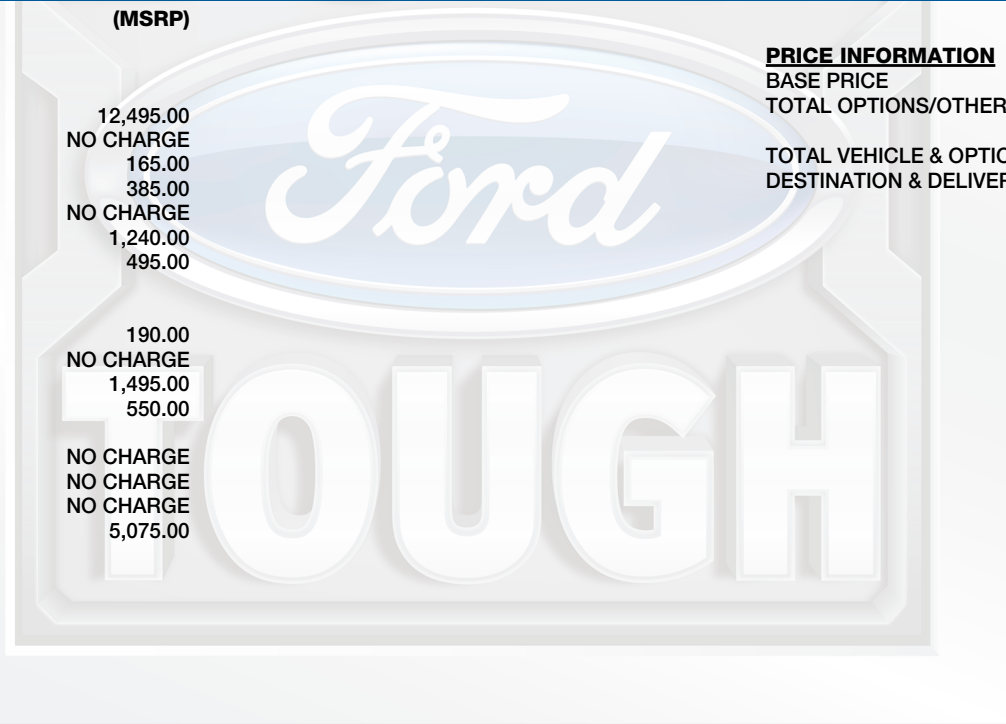 (MSRP)
12,495.00
NO CHARGE
165.00
385.00
NO CHARGE
1,240.00
495.00
190.00
NO CHARGE
1,495.00
550.00
NO CHARGE
NO CHARGE
NO CHARGE
5,075.00
PRICE INFORMATION
BASE PRICE
TOTAL OPTIONS/OTHER
TOTAL VEHICLE & OPTIO
DESTINATION & DELIVER
Ford
TOUGH